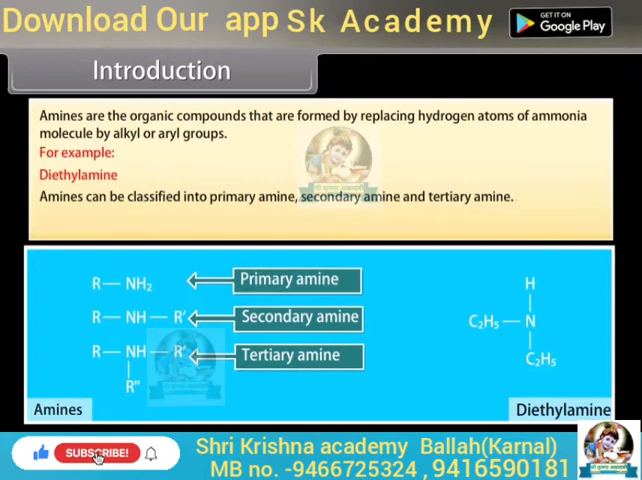 Download Our app Sk Academy
GET IT ON
Google Play
Introduction
Amines are the organic compounds that are formed by replacing hydrogen atoms of ammonia
molecule by alkyl or aryl groups.
For example:
Diethylamine
Amines can be classified into primary amine, secondary amine and tertiary amine.
R — NH₂ Primary amine
R — NH — R′ Secondary amine
R — NH — R′ Tertiary amine
|
R″
Amines
H
|
C₂H₅ — N
|
C₂H₅
Diethylamine
SUBSCRIBE!
Shri Krishna academy Ballah(Karnal)
MB no. -9466725324 , 9416590181